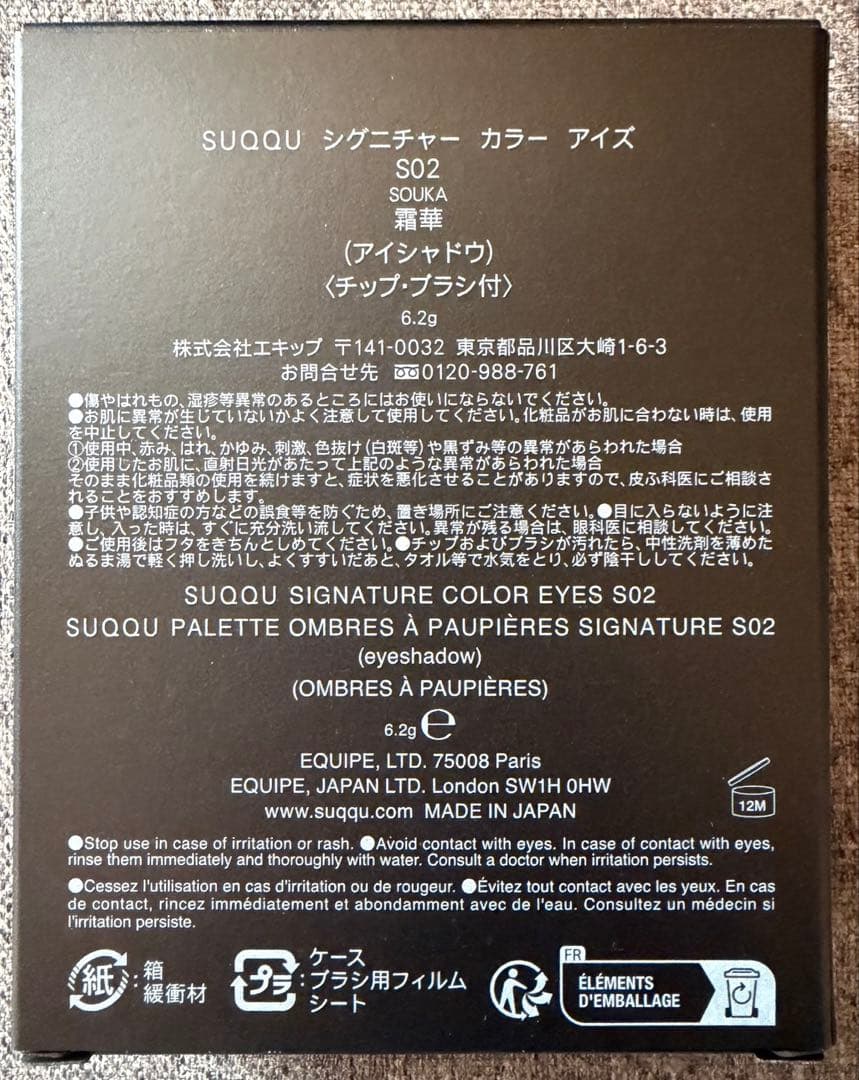 SUQQU シグニチャー カラー アイズ
S02
SOUKA
霜華
(アイシャドウ)
〈チップ・ブラシ付〉
6.2g
株式会社エキップ 〒141-0032 東京都品川区大崎1-6-3
お問合せ先 0120-988-761
●傷やはれもの、湿疹等異常のあるところにはお使いにならないでください。
●お肌に異常が生じていないかよく注意して使用してください。化粧品がお肌に合わない時は、使用
を中止してください。
①使用中、赤み、はれ、かゆみ、刺激、色抜け(白斑等)や黒ずみ等の異常があらわれた場合
②使用したお肌に、直射日光があたって上記のような異常があらわれた場合
そのまま化粧品類の使用を続けますと、症状を悪化させることがありますので、皮ふ科医にご相談さ
れることをおすすめします。
●子供や認知症の方などの誤食等を防ぐため、置き場所にご注意ください。●目に入らないように注
意し、入った時は、すぐに充分洗い流してください。異常が残る場合は、眼科医に相談してください。
●ご使用後はフタをきちんとしめてください。●チップおよびブラシが汚れたら、中性洗剤を薄めた
ぬるま湯で軽く押し洗いし、よくすすいだあと、タオル等で水気をとり、必ず陰干ししてください。
SUQQU SIGNATURE COLOR EYES S02
SUQQU PALETTE OMBRES À PAUPIÈRES SIGNATURE S02
(eyeshadow)
(OMBRES À PAUPIÈRES)
6.2g ℮
EQUIPE, LTD. 75008 Paris
EQUIPE, JAPAN LTD. London SW1H 0HW
www.suqqu.com MADE IN JAPAN
12M
●Stop use in case of irritation or rash. ●Avoid contact with eyes. In case of contact with eyes,
rinse them immediately and thoroughly with water. Consult a doctor when irritation persists.
●Cessez l'utilisation en cas d'irritation ou de rougeur. ●Évitez tout contact avec les yeux. En cas
de contact, rincez immédiatement et abondamment avec de l'eau. Consultez un médecin si
l'irritation persiste.
紙:箱
緩衝材
プラ:ケース
ブラシ用フィルム
シート
FR
ÉLÉMENTS
D'EMBALLAGE